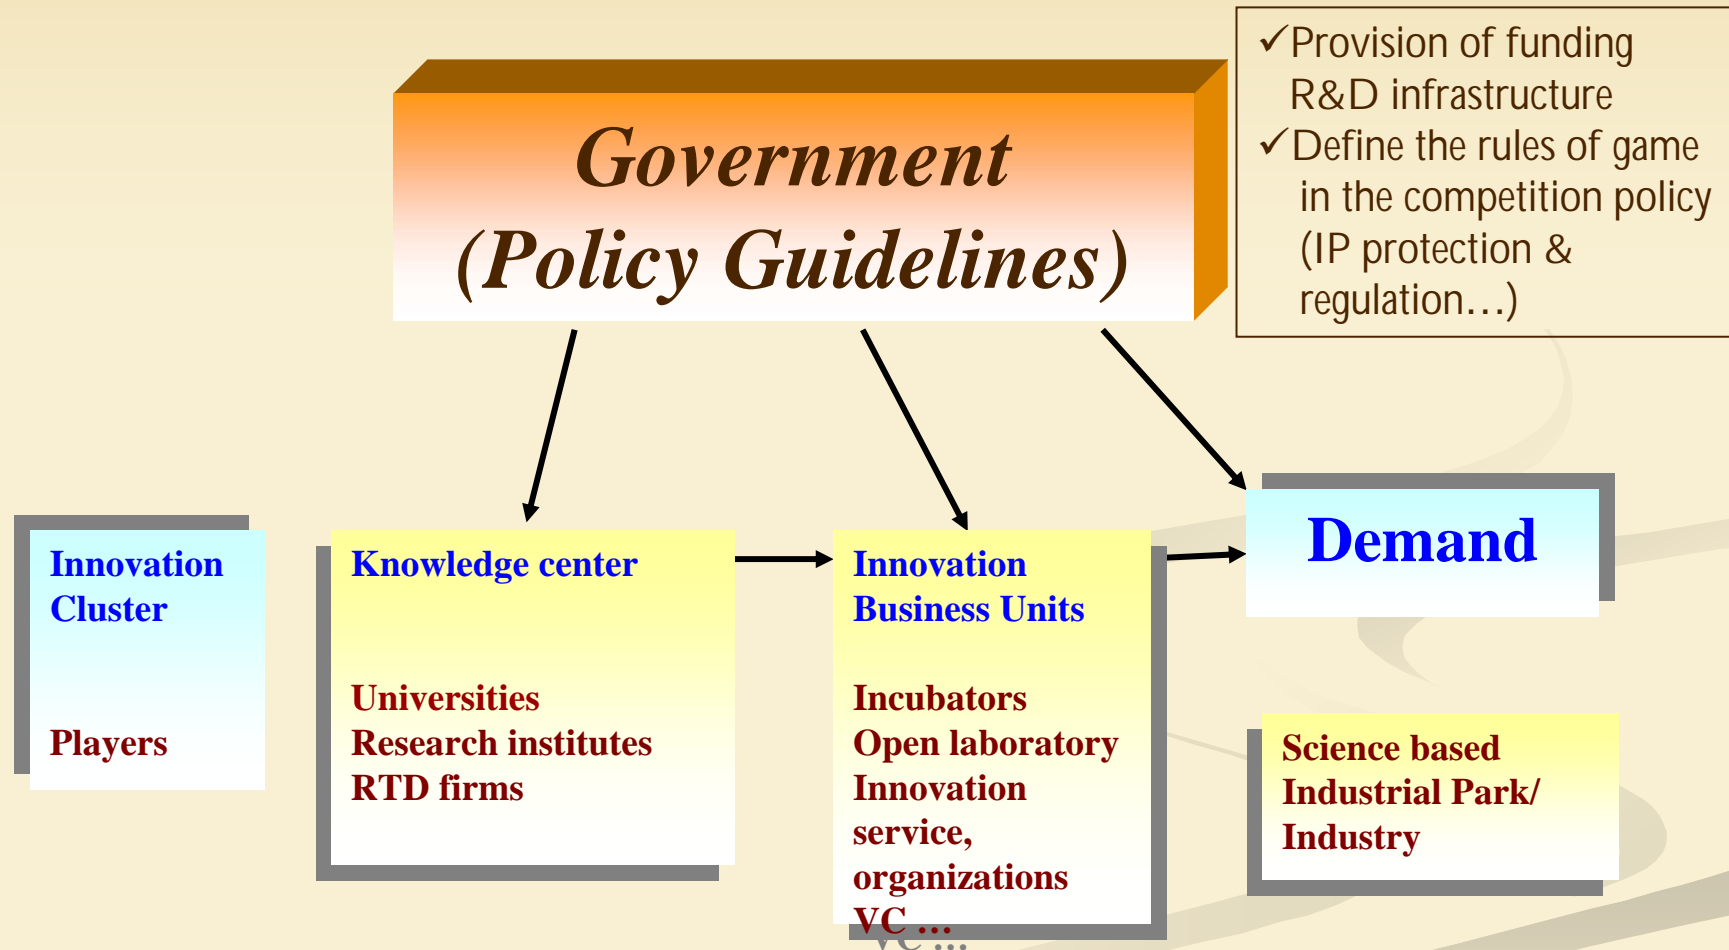 Government
(Policy Guidelines)
✓Provision of funding
R&D infrastructure
✓Define the rules of game
in the competition policy
(IP protection &
regulation…)
Innovation
Cluster
Players
Knowledge center
Universities
Research institutes
RTD firms
Innovation
Business Units
Incubators
Open laboratory
Innovation
service,
organizations
VC …
Demand
Science based
Industrial Park/
Industry